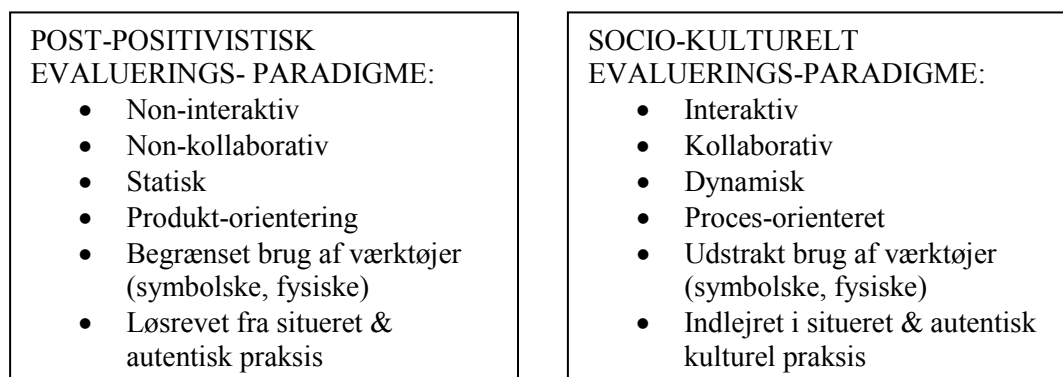 POST-POSITIVISTISK
EVALUERINGS- PARADIGME:
• Non-interaktiv
• Non-kollaborativ
• Statisk
• Produkt-orientering
• Begrænset brug af værktøjer
(symbolske, fysiske)
• Løsrevet fra situeret &
autentisk praksis
SOCIO-KULTURELT
EVALUERINGS-PARADIGME:
• Interaktiv
• Kollaborativ
• Dynamisk
• Proces-orienteret
• Udstrakt brug af værktøjer
(symbolske, fysiske)
• Indlejret i situeret & autentisk
kulturel praksis